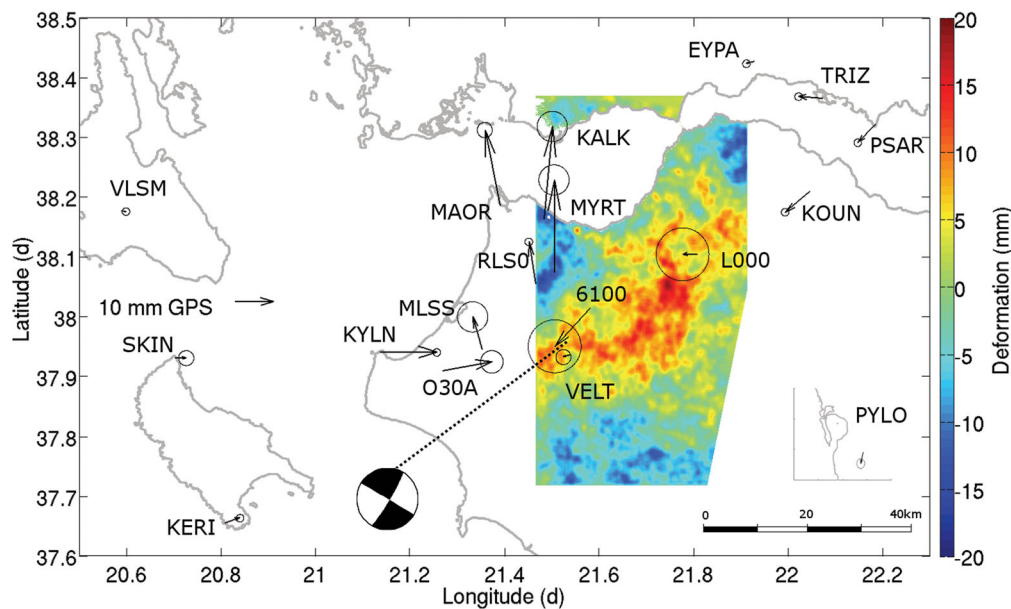 38.5
38.4
38.3
38.2
38.1
38
37.9
37.8
37.7
37.6
Latitude (d)
20.6
20.8
21
21.2
21.4
21.6
21.8
22
22.2
Longitude (d)
EYPA
TRIZ
KALK
PSAR
VLSM
MAOR
MYRT
KOUN
RLS0
L000
6100
10 mm GPS
MLSS
KYLN
SKIN
O30A
VELT
PYLO
KERI
0
20
40km
20
15
10
5
0
-5
-10
-15
-20
Deformation (mm)